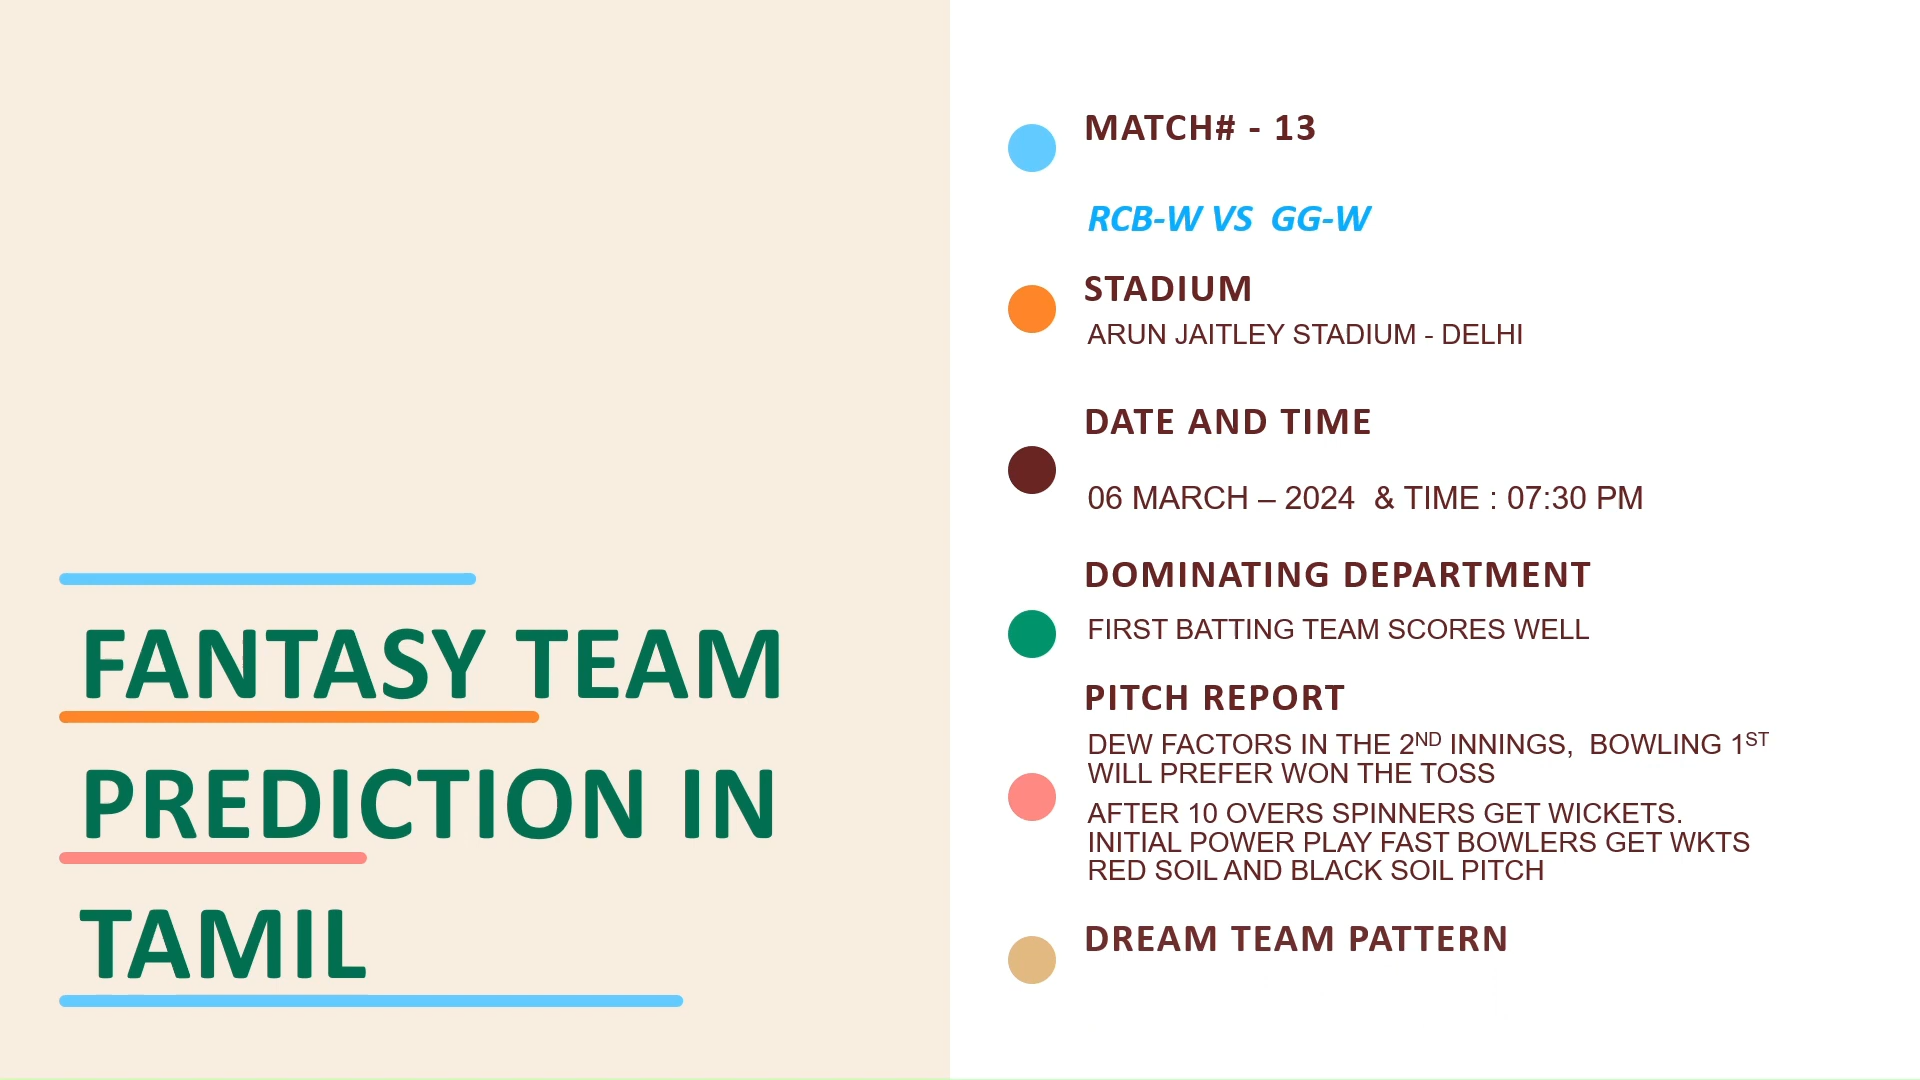 FANTASY TEAM
PREDICTION IN
TAMIL
MATCH# - 13
RCB-W VS GG-W
STADIUM
ARUN JAITLEY STADIUM - DELHI
DATE AND TIME
06 MARCH – 2024 & TIME : 07:30 PM
DOMINATING DEPARTMENT
FIRST BATTING TEAM SCORES WELL
PITCH REPORT
DEW FACTORS IN THE 2ND INNINGS, BOWLING 1ST
WILL PREFER WON THE TOSS
AFTER 10 OVERS SPINNERS GET WICKETS.
INITIAL POWER PLAY FAST BOWLERS GET WKTS
RED SOIL AND BLACK SOIL PITCH
DREAM TEAM PATTERN